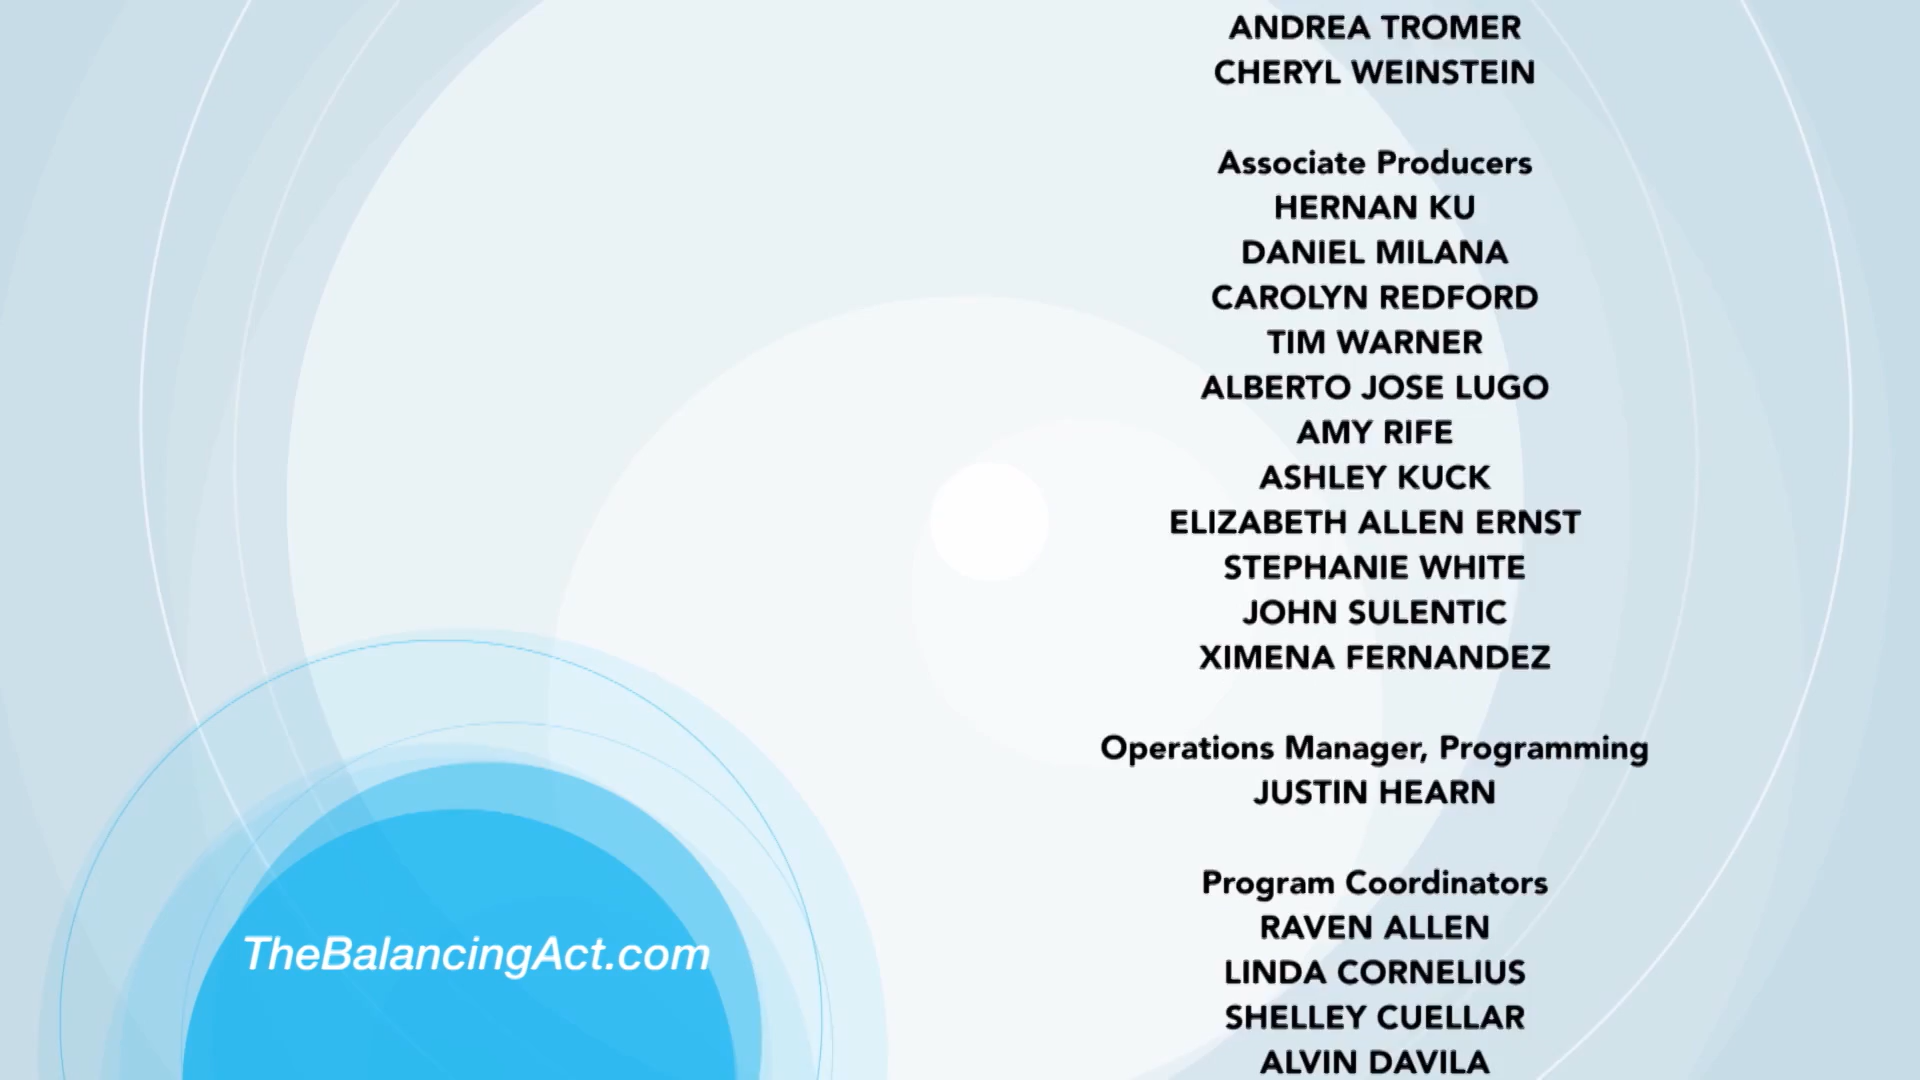 ANDREA TROMER
CHERYL WEINSTEIN
Associate Producers
HERNAN KU
DANIEL MILANA
CAROLYN REDFORD
TIM WARNER
ALBERTO JOSE LUGO
AMY RIFE
ASHLEY KUCK
ELIZABETH ALLEN ERNST
STEPHANIE WHITE
JOHN SULENTIC
XIMENA FERNANDEZ
Operations Manager, Programming
JUSTIN HEARN
Program Coordinators
RAVEN ALLEN
LINDA CORNELIUS
SHELLEY CUELLAR
ALVIN DAVILA
TheBalancingAct.com